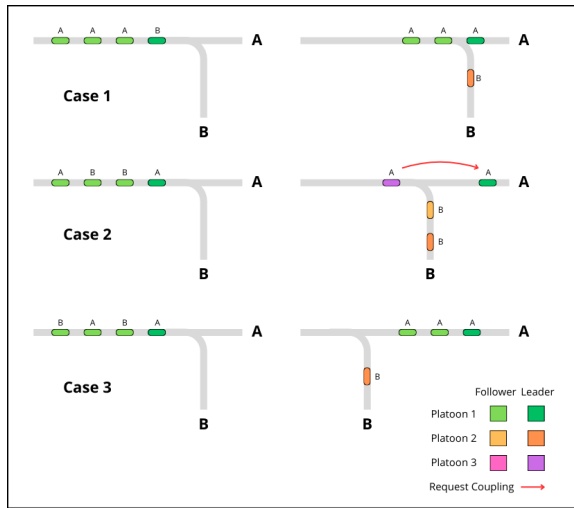 A A A B A
A A A A
B
Case 1
B
B
A B B A A
A A A
B
Case 2
B
B
B
B A B A A
A A A A
B
Case 3
B
B
Follower Leader
Platoon 1
Platoon 2
Platoon 3
Request Coupling